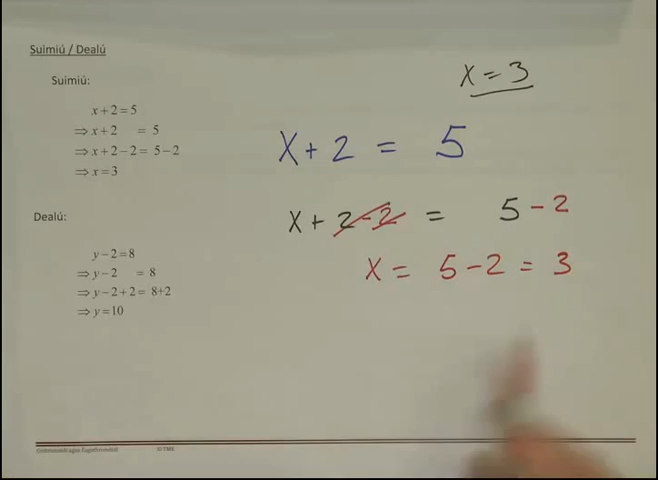 Suimiú / Dealú
Suimiú:
x + 2 = 5
⇒ x + 2 = 5
⇒ x + 2 − 2 = 5 − 2
⇒ x = 3
Dealú:
y − 2 = 8
⇒ y − 2 = 8
⇒ y − 2 + 2 = 8+2
⇒ y = 10
x = 3
x + 2 = 5
x + 2 - 2 = 5 - 2
x = 5 - 2 = 3